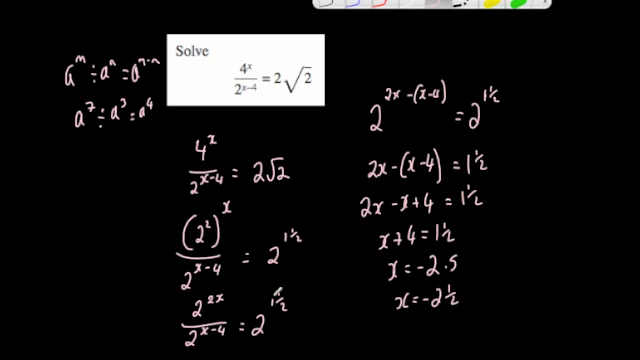 Solve
4^x / 2^(x−4) = 2√2
a^m ÷ a^n = a^(m-n)
a^7 ÷ a^3 = a^4
4^x / 2^(x-4) = 2√2
(2^2)^x / 2^(x-4) = 2^(1½)
2^(2x) / 2^(x-4) = 2^(1½)
2^(2x-(x-4)) = 2^(1½)
2x-(x-4) = 1½
2x - x + 4 = 1½
x + 4 = 1½
x = -2.5
x = -2½